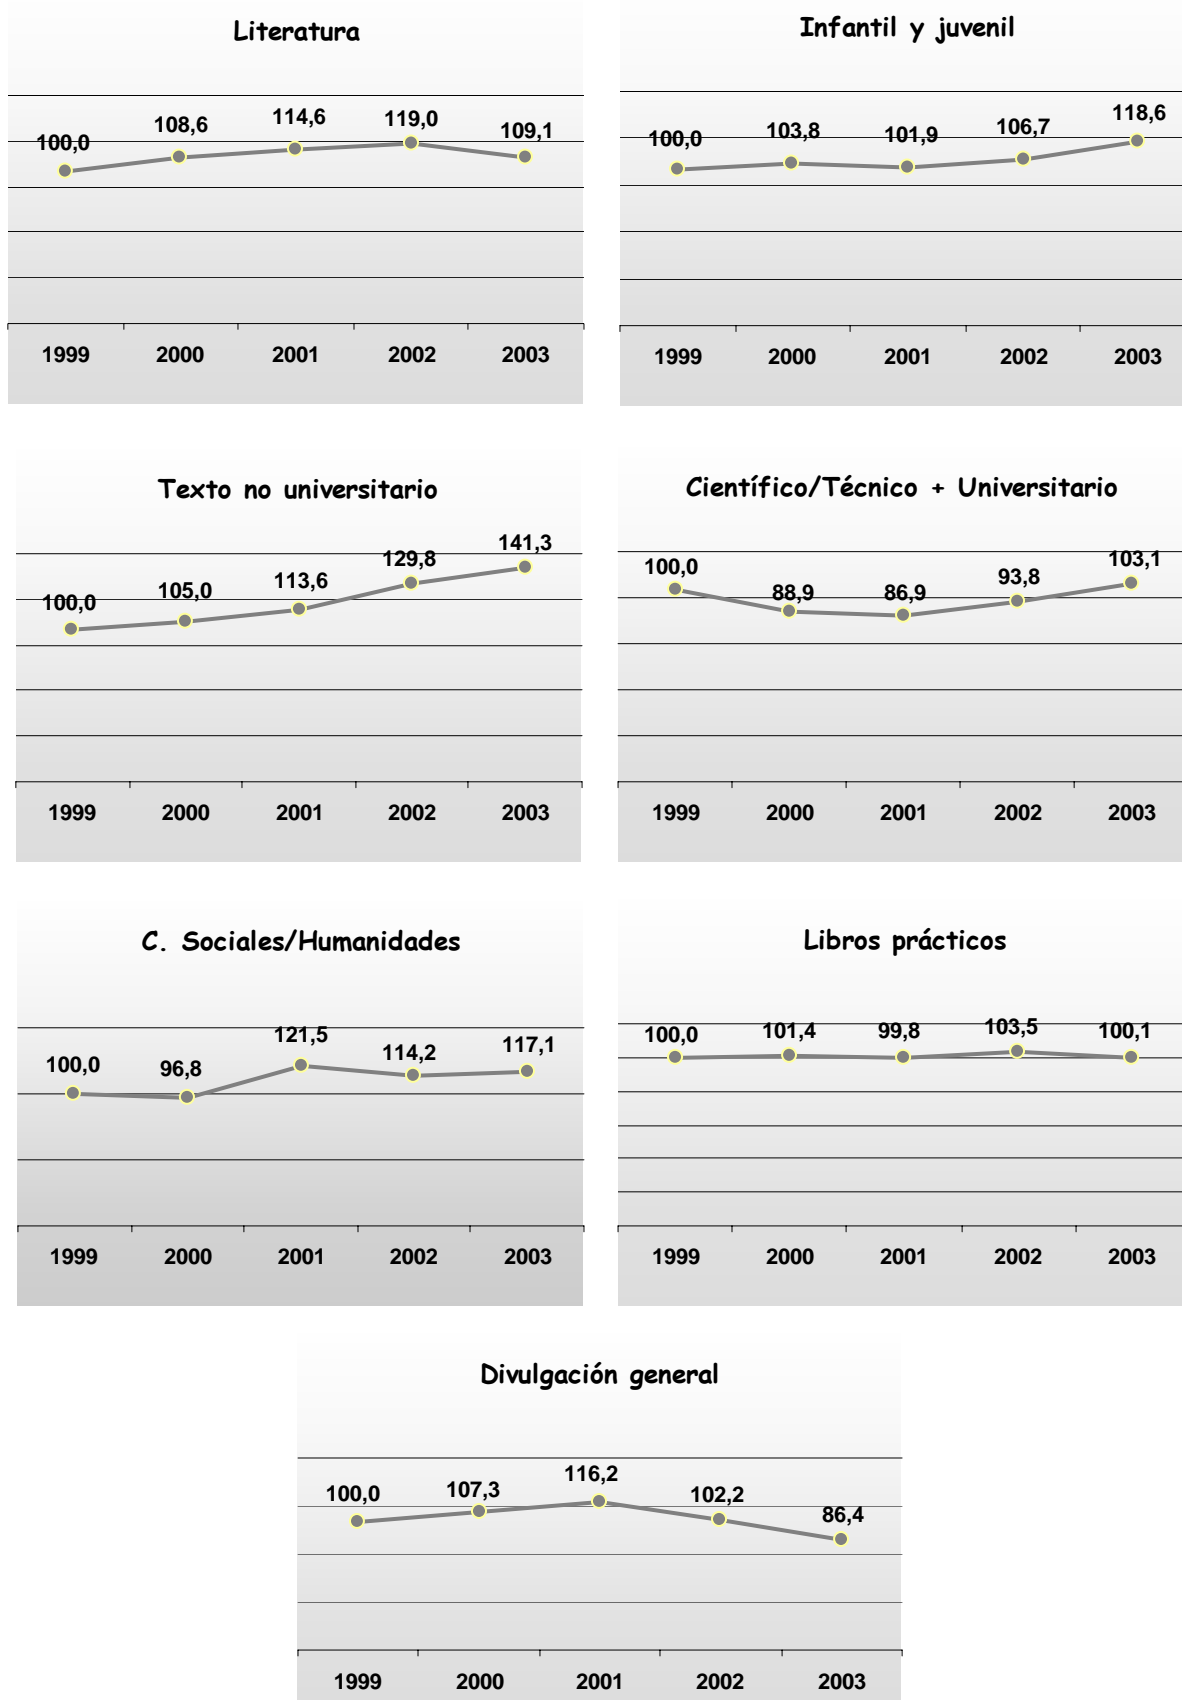 Literatura
100,0
108,6
114,6
119,0
109,1
1999 2000 2001 2002 2003
Infantil y juvenil
100,0
103,8
101,9
106,7
118,6
1999 2000 2001 2002 2003
Texto no universitario
100,0
105,0
113,6
129,8
141,3
1999 2000 2001 2002 2003
Científico/Técnico + Universitario
100,0
88,9
86,9
93,8
103,1
1999 2000 2001 2002 2003
C. Sociales/Humanidades
100,0
96,8
121,5
114,2
117,1
1999 2000 2001 2002 2003
Libros prácticos
100,0
101,4
99,8
103,5
100,1
1999 2000 2001 2002 2003
Divulgación general
100,0
107,3
116,2
102,2
86,4
1999 2000 2001 2002 2003